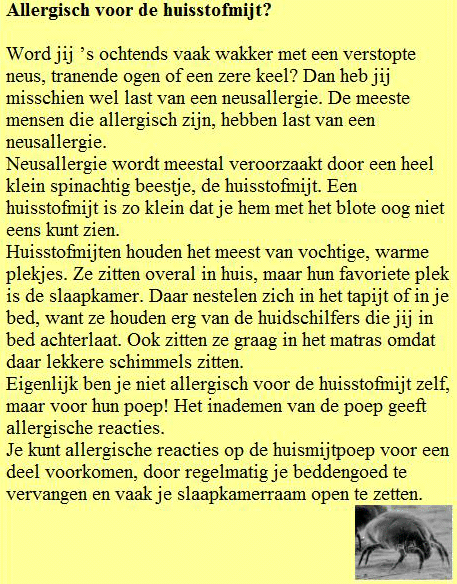 Allergisch voor de huisstofmijt?
Word jij ’s ochtends vaak wakker met een verstopte
neus, tranende ogen of een zere keel? Dan heb jij
misschien wel last van een neusallergie. De meeste
mensen die allergisch zijn, hebben last van een
neusallergie.
Neusallergie wordt meestal veroorzaakt door een heel
klein spinachtig beestje, de huisstofmijt. Een
huisstofmijt is zo klein dat je hem met het blote oog niet
eens kunt zien.
Huisstofmijten houden het meest van vochtige, warme
plekjes. Ze zitten overal in huis, maar hun favoriete plek
is de slaapkamer. Daar nestelen zich in het tapijt of in je
bed, want ze houden erg van de huidschilfers die jij in
bed achterlaat. Ook zitten ze graag in het matras omdat
daar lekkere schimmels zitten.
Eigenlijk ben je niet allergisch voor de huisstofmijt zelf,
maar voor hun poep! Het inademen van de poep geeft
allergische reacties.
Je kunt allergische reacties op de huismijtpoep voor een
deel voorkomen, door regelmatig je beddengoed te
vervangen en vaak je slaapkamerraam open te zetten.